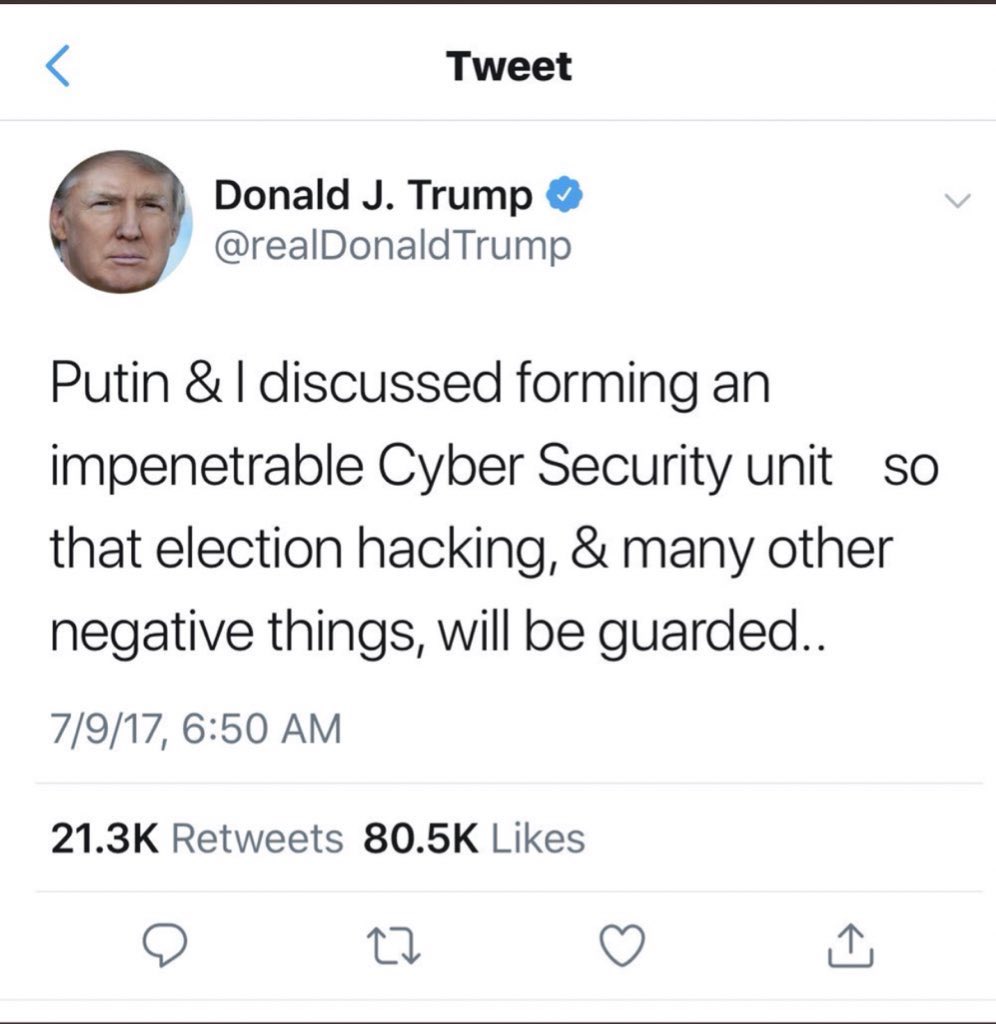 Tweet
Donald J. Trump
@realDonaldTrump
Putin & I discussed forming an
impenetrable Cyber Security unit so
that election hacking, & many other
negative things, will be guarded..
7/9/17, 6:50 AM
21.3K Retweets 80.5K Likes